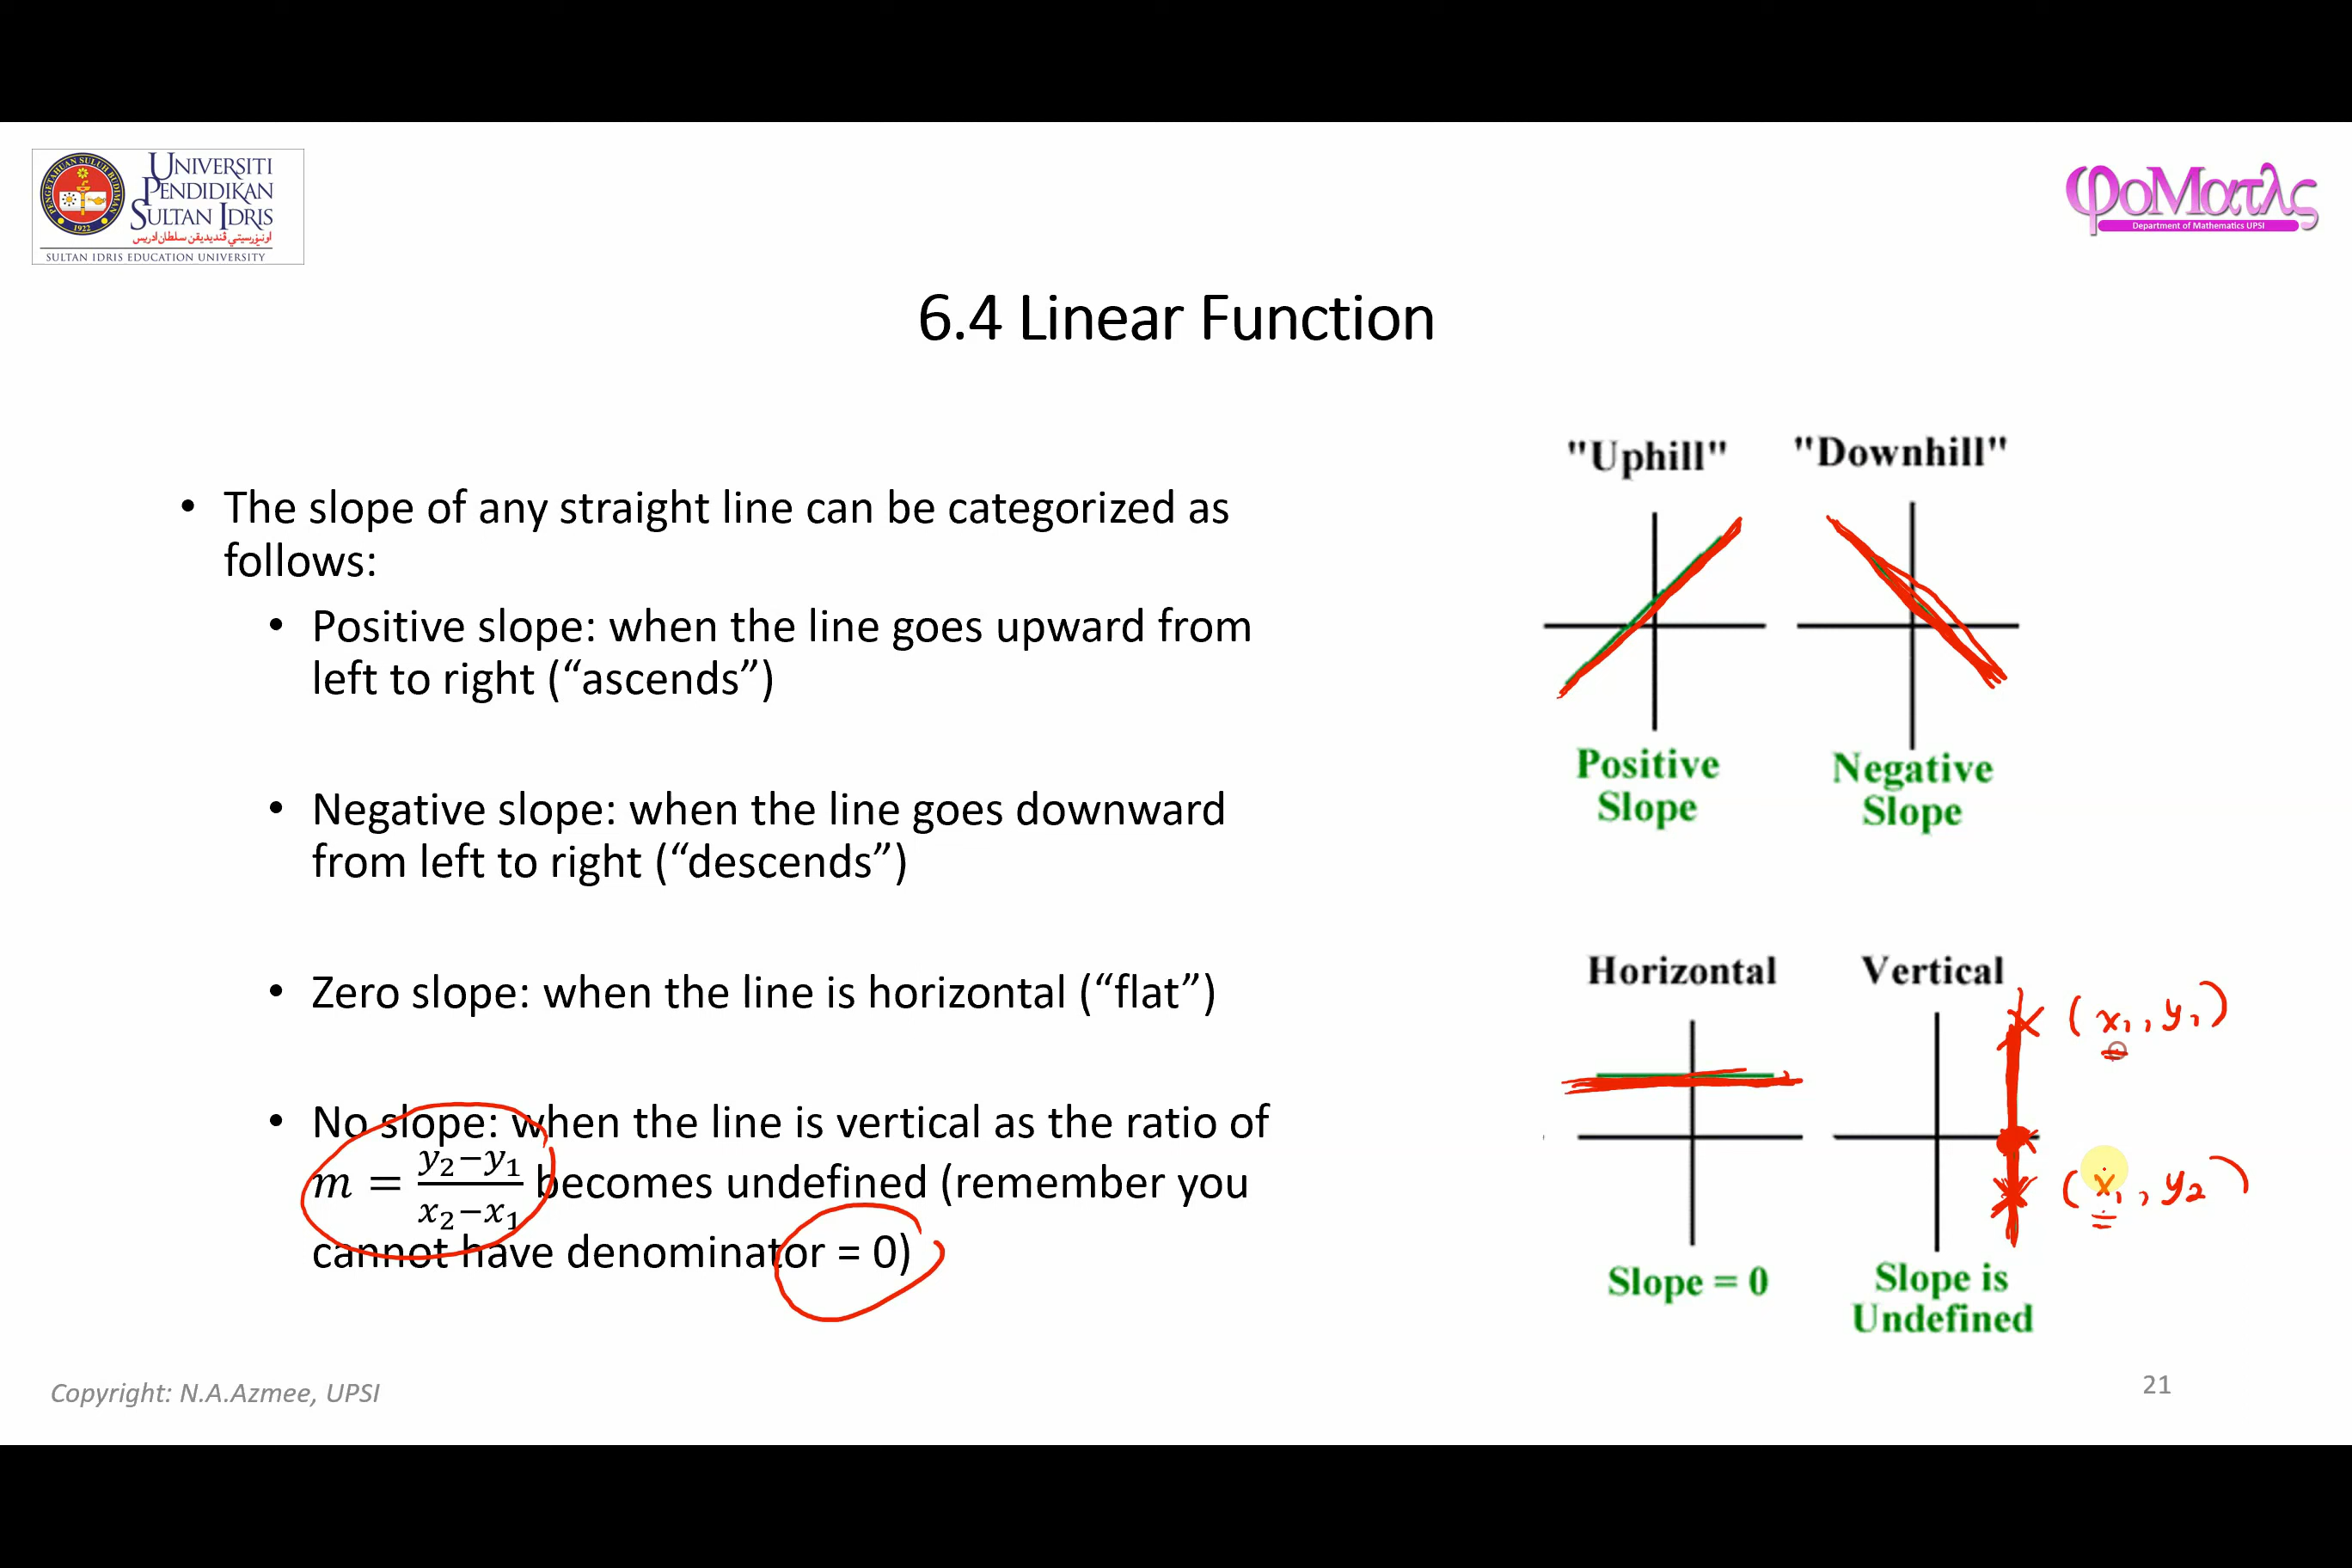 UNIVERSITI
PENDIDIKAN
SULTAN IDRIS
اونيۏرسيتي ڤنديديقن سلطان ادريس
SULTAN IDRIS EDUCATION UNIVERSITY
PENGETAHUAN SULUH BUDIMAN
1922
φοMατλς
Department of Mathematics UPSI
6.4 Linear Function
• The slope of any straight line can be categorized as
follows:
• Positive slope: when the line goes upward from
left to right (“ascends”)
• Negative slope: when the line goes downward
from left to right (“descends”)
• Zero slope: when the line is horizontal (“flat”)
• No slope: when the line is vertical as the ratio of
m = y₂−y₁/x₂−x₁ becomes undefined (remember you
cannot have denominator = 0)
"Uphill"
Positive
Slope
"Downhill"
Negative
Slope
Horizontal
Slope = 0
Vertical
(x₁, y₁)
(x₁, y₂)
Slope is
Undefined
Copyright: N.A.Azmee, UPSI
21